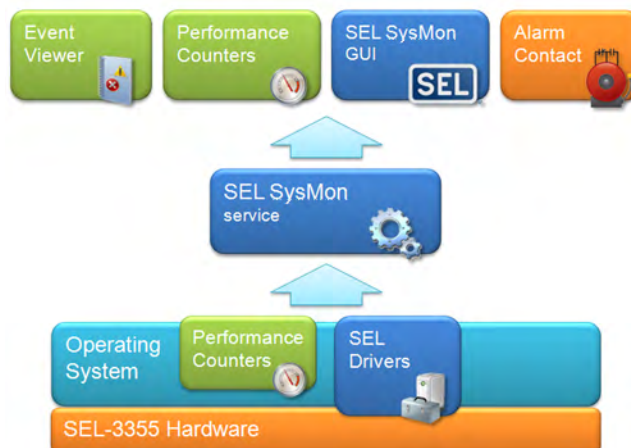 Event
Viewer
Performance
Counters
SEL SysMon
GUI
SEL
Alarm
Contact
SEL SysMon
service
Operating
System
Performance
Counters
SEL
Drivers
SEL-3355 Hardware